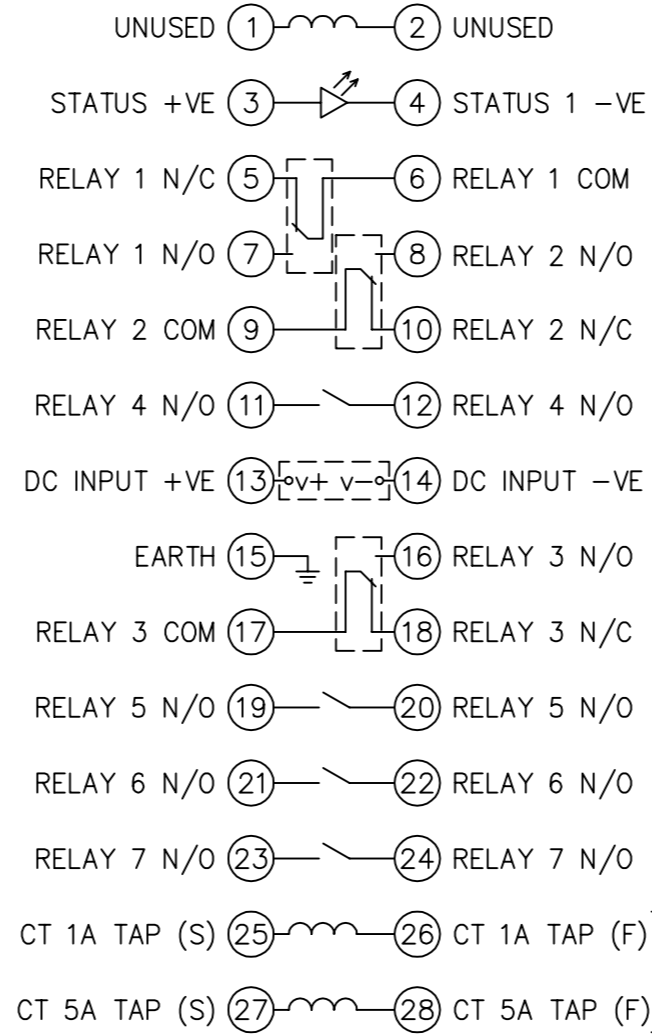 UNUSED 1 2 UNUSED
STATUS +VE 3 4 STATUS 1 −VE
RELAY 1 N/C 5 6 RELAY 1 COM
RELAY 1 N/O 7 8 RELAY 2 N/O
RELAY 2 COM 9 10 RELAY 2 N/C
RELAY 4 N/O 11 12 RELAY 4 N/O
DC INPUT +VE 13 v+ v− 14 DC INPUT −VE
EARTH 15 16 RELAY 3 N/O
RELAY 3 COM 17 18 RELAY 3 N/C
RELAY 5 N/O 19 20 RELAY 5 N/O
RELAY 6 N/O 21 22 RELAY 6 N/O
RELAY 7 N/O 23 24 RELAY 7 N/O
CT 1A TAP (S) 25 26 CT 1A TAP (F)
CT 5A TAP (S) 27 28 CT 5A TAP (F)